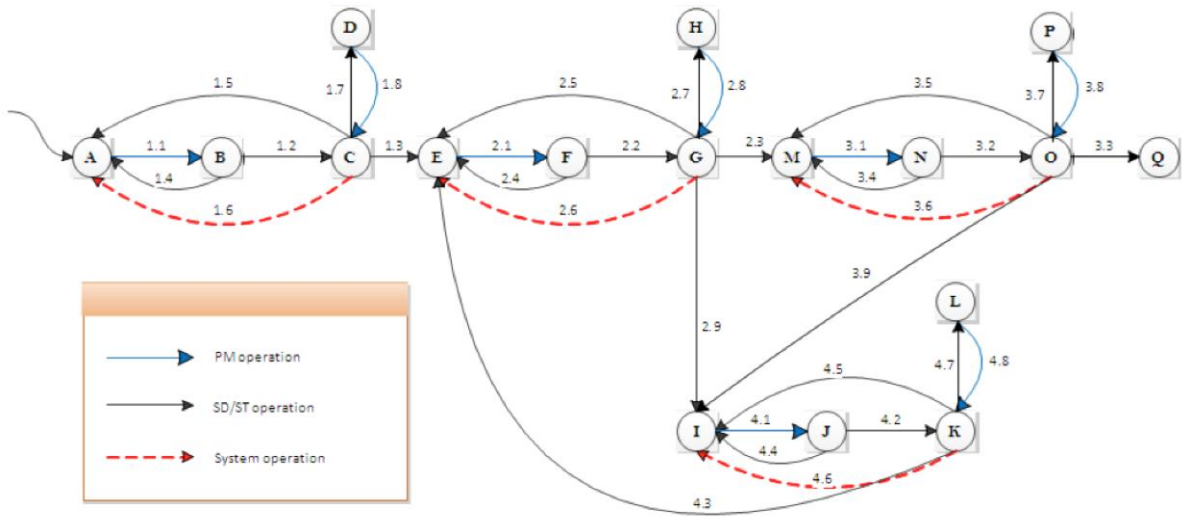 D
H
P
1.5
1.7
1.8
2.5
2.7
2.8
3.5
3.7
3.8
A
1.1
B
1.2
C
1.3
E
2.1
F
2.2
G
2.3
M
3.1
N
3.2
O
3.3
Q
1.4
2.4
3.4
1.6
2.6
3.6
3.9
L
2.9
PM operation
4.7
4.8
4.5
SD/ST operation
I
4.1
J
4.2
K
4.4
System operation
4.6
4.3